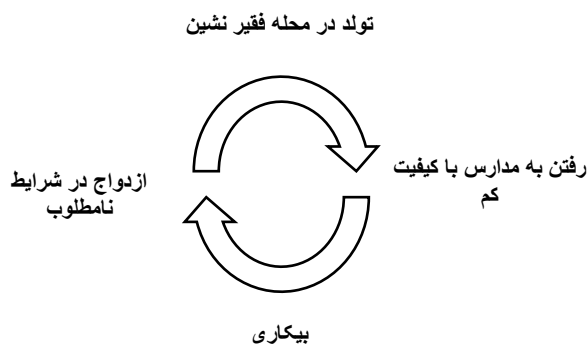 تولد در محله فقیر نشین
رفتن به مدارس با کیفیت
کم
ازدواج در شرایط
نامطلوب
بیکاری